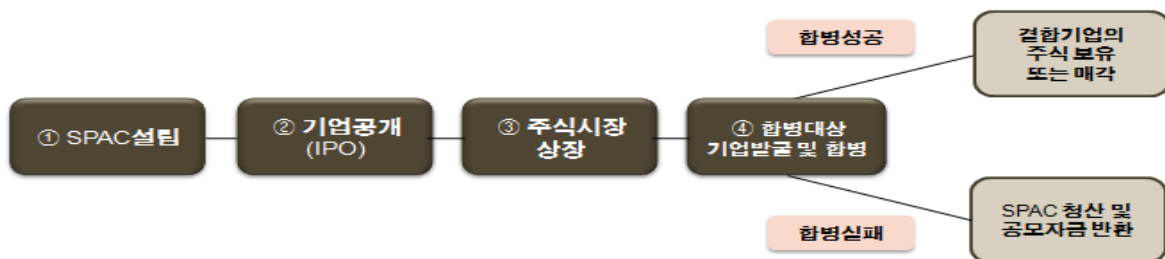 ① SPAC설립
② 기업공개
(IPO)
③ 주식시장
상장
④ 합병대상
기업발굴 및 합병
합병성공
결합기업의
주식 보유
또는 매각
합병실패
SPAC 청산 및
공모자금 반환